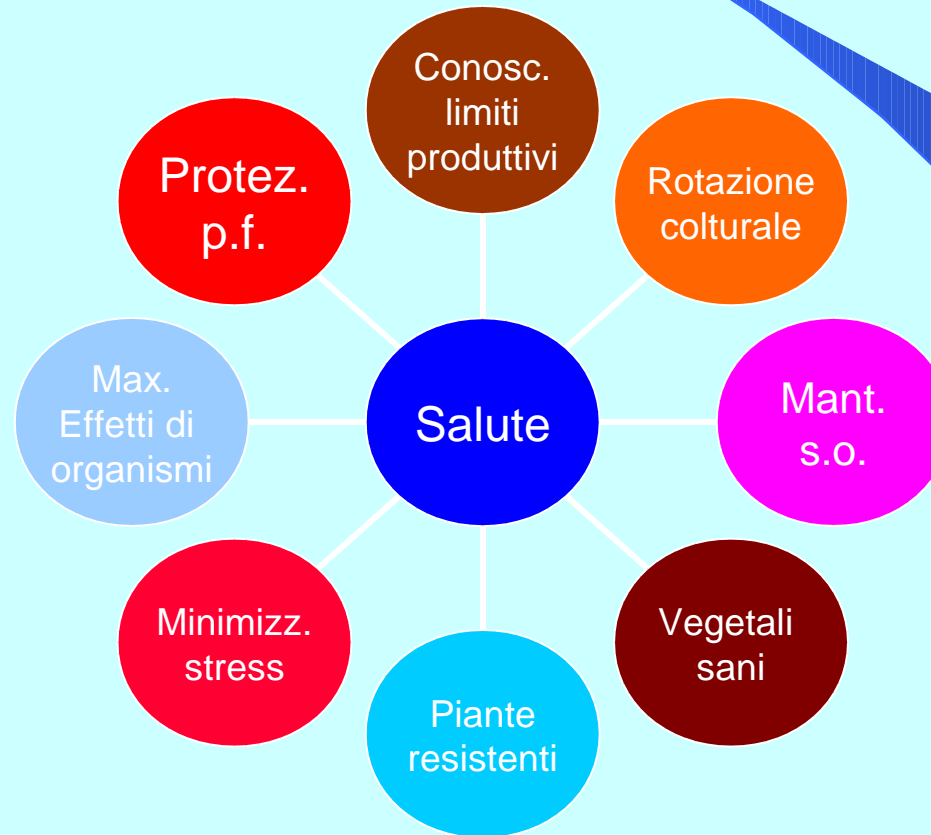 Conosc.
limiti
produttivi
Protez.
p.f.
Rotazione
colturale
Max.
Effetti di
organismi
Salute
Mant.
s.o.
Minimizz.
stress
Vegetali
sani
Piante
resistenti